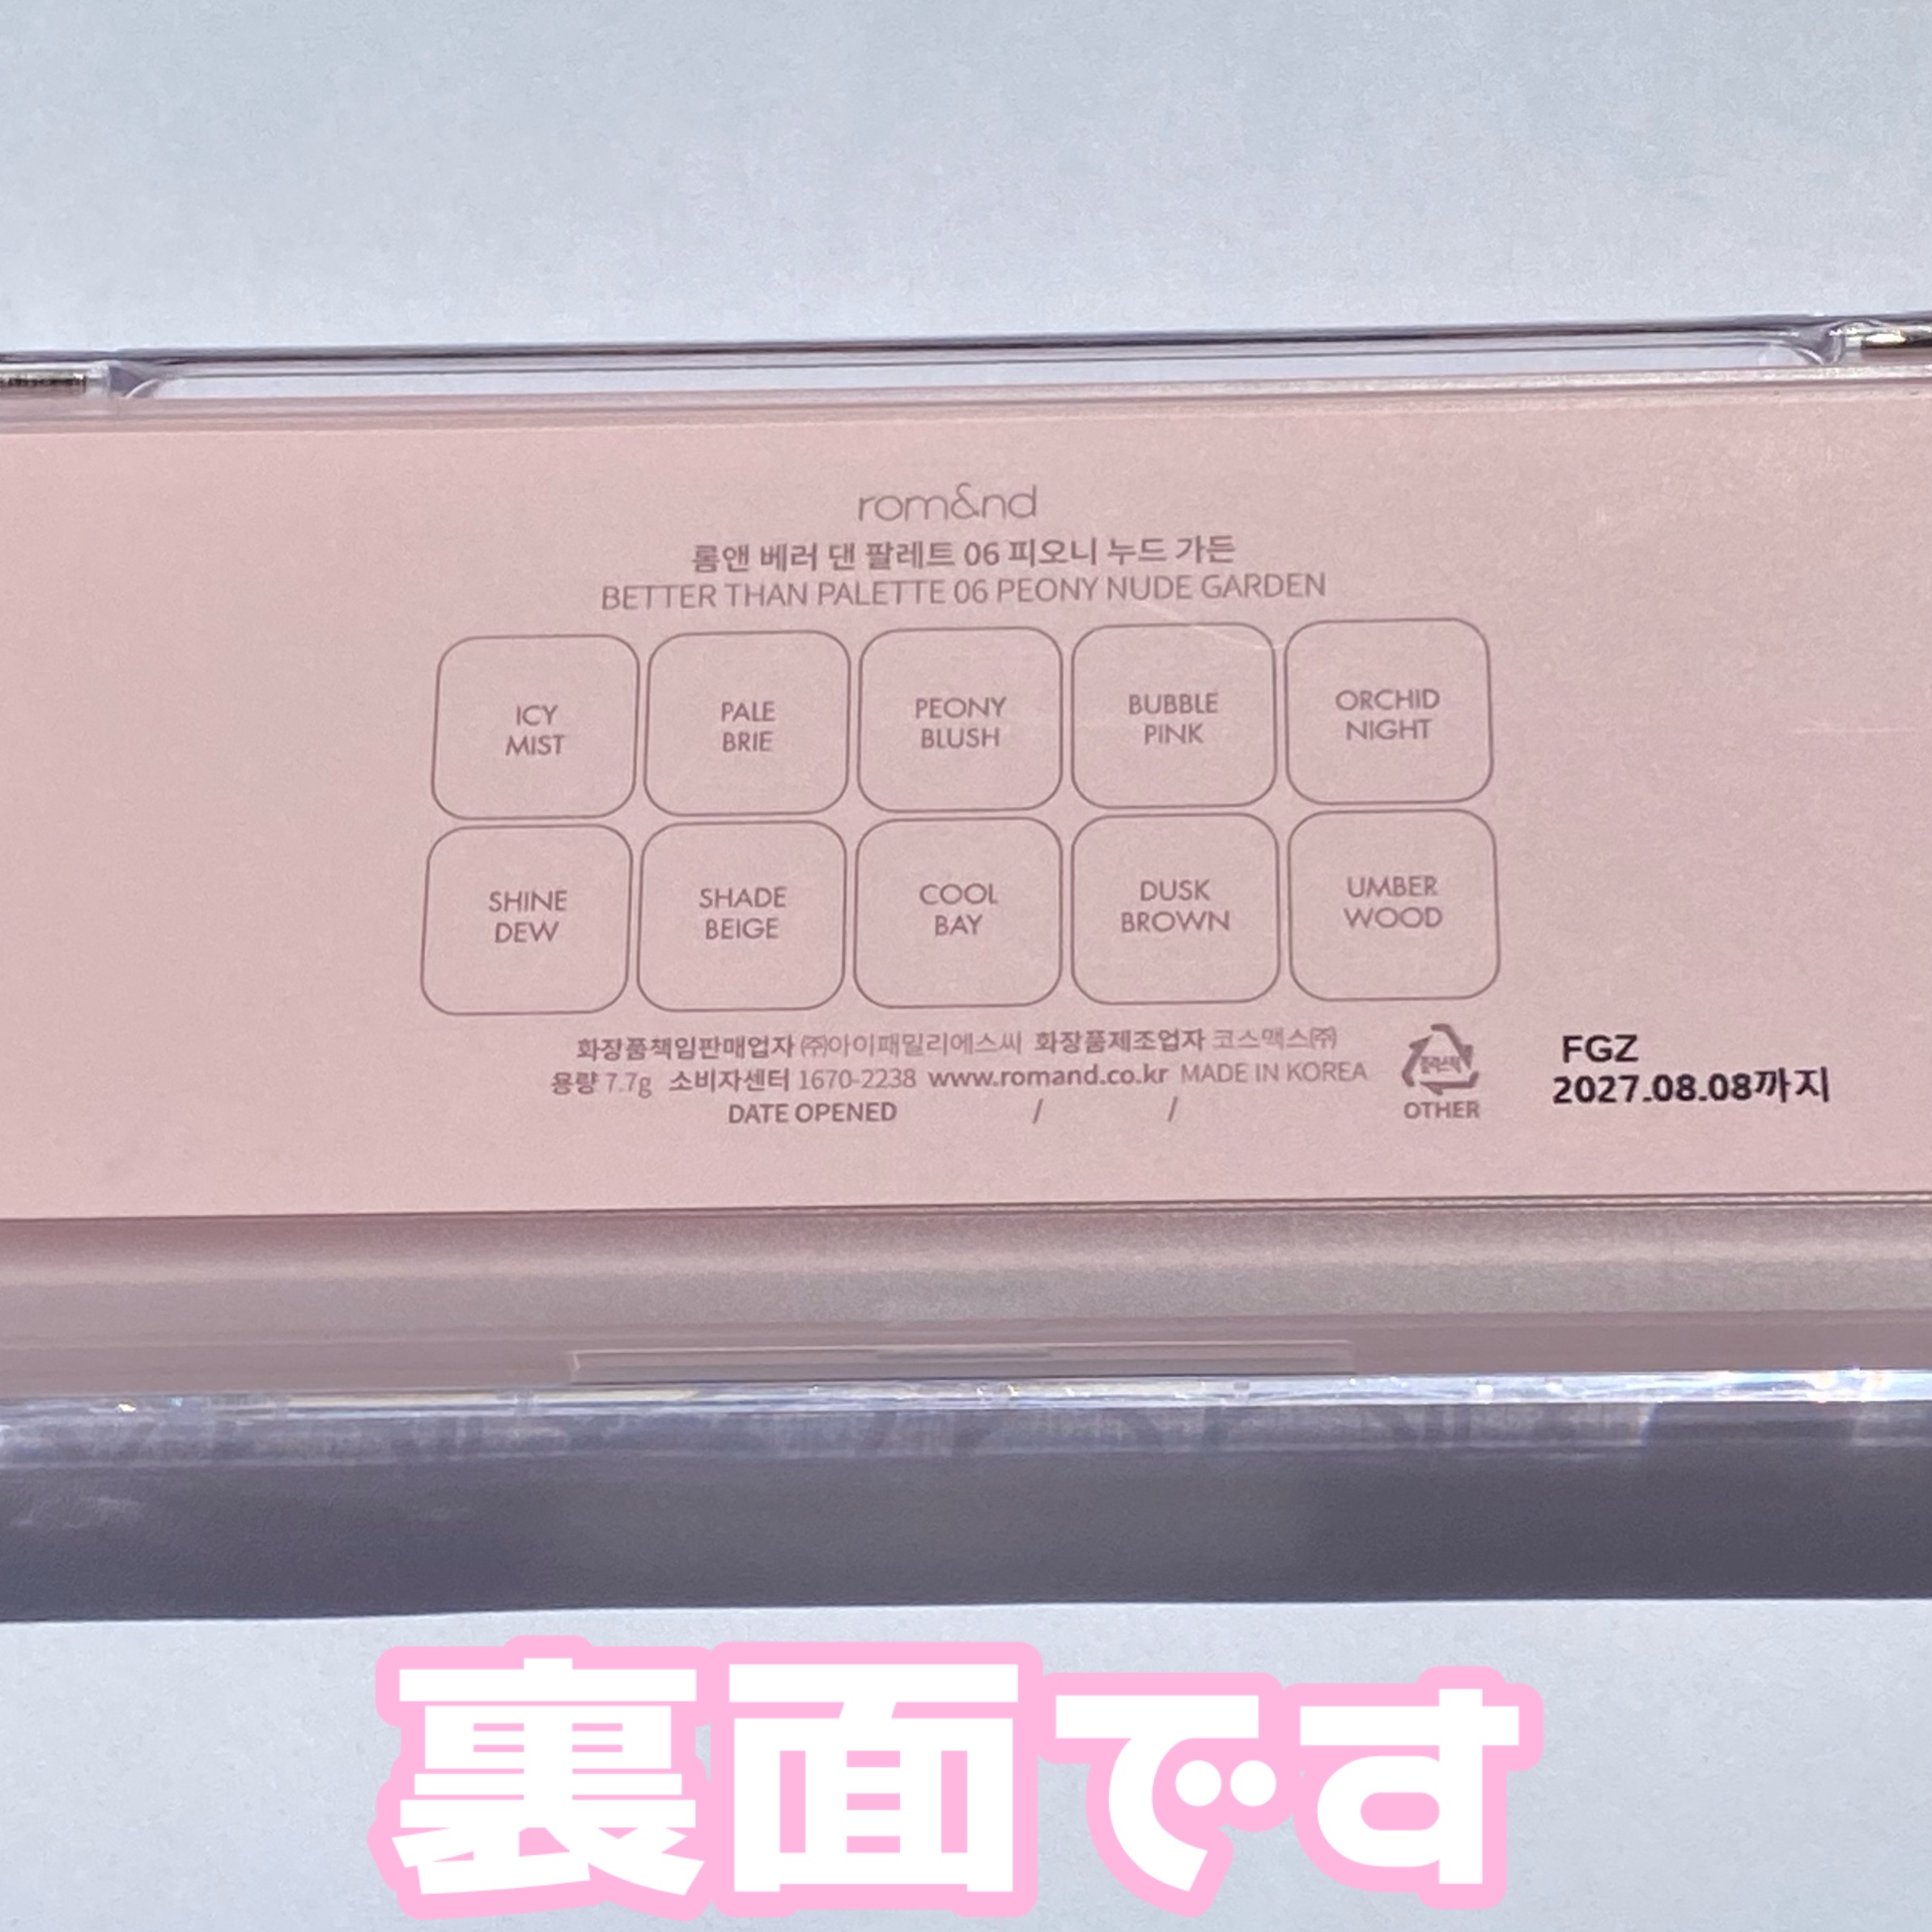 rom&nd
롬앤 베러 댄 팔레트 06 피오니 누드 가든
BETTER THAN PALETTE 06 PEONY NUDE GARDEN
ICY
MIST
PALE
BRIE
PEONY
BLUSH
BUBBLE
PINK
ORCHID
NIGHT
SHINE
DEW
SHADE
BEIGE
COOL
BAY
DUSK
BROWN
UMBER
WOOD
화장품책임판매업자 ㈜아이패밀리에스씨 화장품제조업자 코스맥스㈜
용량 7.7g 소비자센터 1670-2238 www.romand.co.kr MADE IN KOREA
DATE OPENED / /
플라스틱
OTHER
FGZ
2027.08.08까지
裏面です